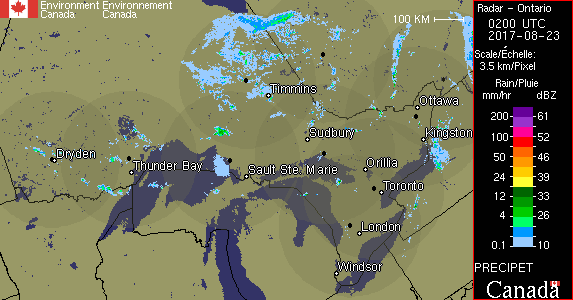 Environment Environnement
Canada Canada
100 KM
Timmins
Ottawa
Sudbury
Kingston
Dryden
Thunder Bay
Sault Ste. Marie
Orillia
Toronto
London
Windsor
Radar - Ontario
0200 UTC
2017-08-23
Scale/Échelle:
3.5 km/Pixel
Rain/Pluie
mm/hr dBZ
200 61
100 52
50 46
24 39
12 33
4 26
0.1 10
PRECIPET
Canada